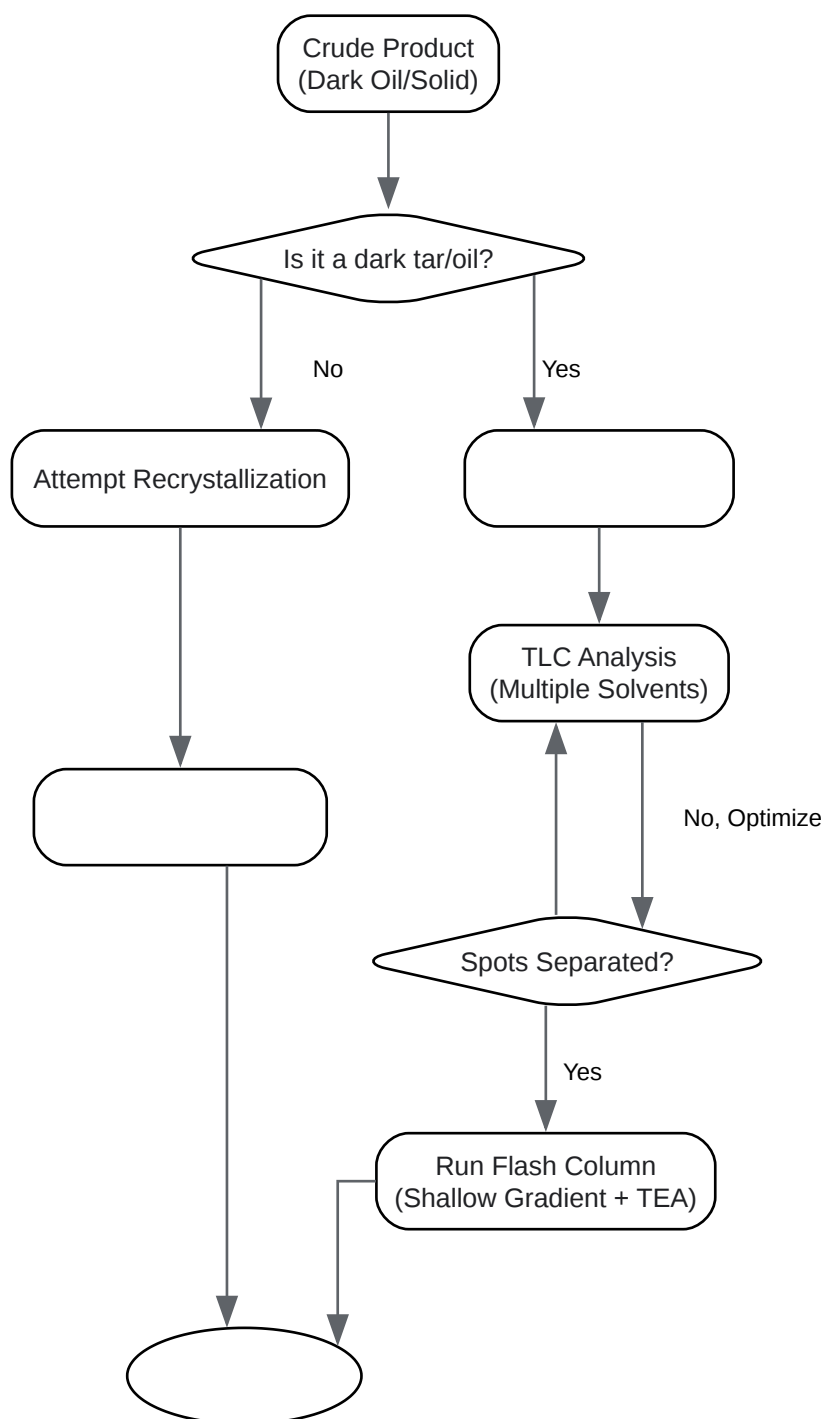 Crude Product
(Dark Oil/Solid)
Is it a dark tar/oil?
No
Yes
Attempt Recrystallization
TLC Analysis
(Multiple Solvents)
No, Optimize
Spots Separated?
Yes
Run Flash Column
(Shallow Gradient + TEA)